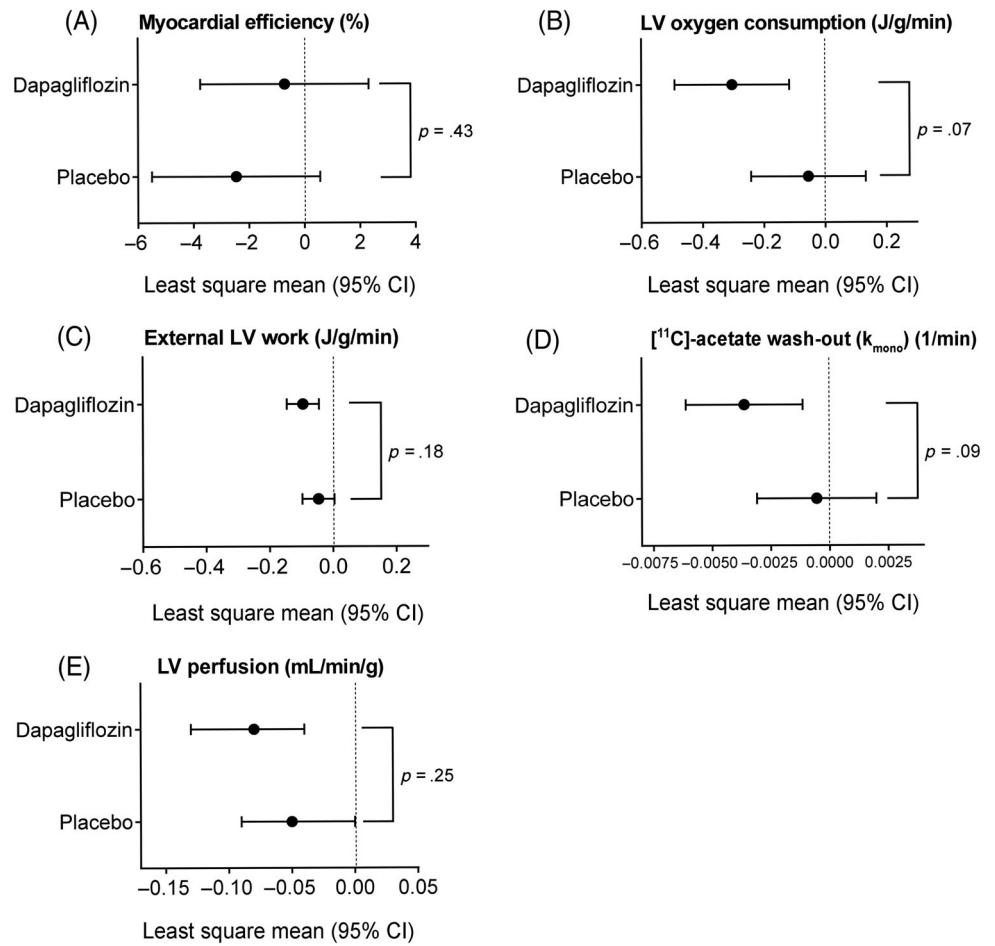 (A) Myocardial efficiency (%)
Dapagliflozin
p = .43
Placebo
−6 −4 −2 0 2 4
Least square mean (95% CI)
(B) LV oxygen consumption (J/g/min)
Dapagliflozin
p = .07
Placebo
−0.6 −0.4 −0.2 0.0 0.2
Least square mean (95% CI)
(C) External LV work (J/g/min)
Dapagliflozin
p = .18
Placebo
−0.6 −0.4 −0.2 0.0 0.2
Least square mean (95% CI)
(D) [¹¹C]-acetate wash-out (kₘₒₙₒ) (1/min)
Dapagliflozin
p = .09
Placebo
−0.0075 −0.0050 −0.0025 0.0000 0.0025
Least square mean (95% CI)
(E) LV perfusion (mL/min/g)
Dapagliflozin
p = .25
Placebo
−0.15 −0.10 −0.05 0.00 0.05
Least square mean (95% CI)